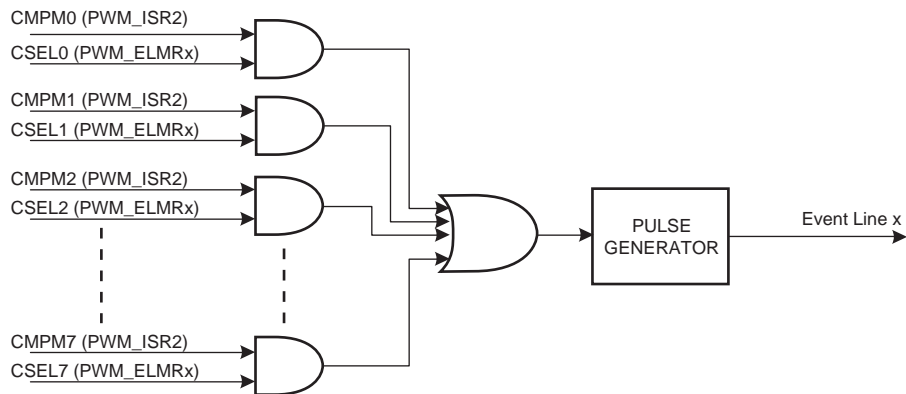 CMPM0 (PWM_ISR2)
CSEL0 (PWM_ELMRx)
CMPM1 (PWM_ISR2)
CSEL1 (PWM_ELMRx)
CMPM2 (PWM_ISR2)
CSEL2 (PWM_ELMRx)
CMPM7 (PWM_ISR2)
CSEL7 (PWM_ELMRx)
PULSE
GENERATOR
Event Line x